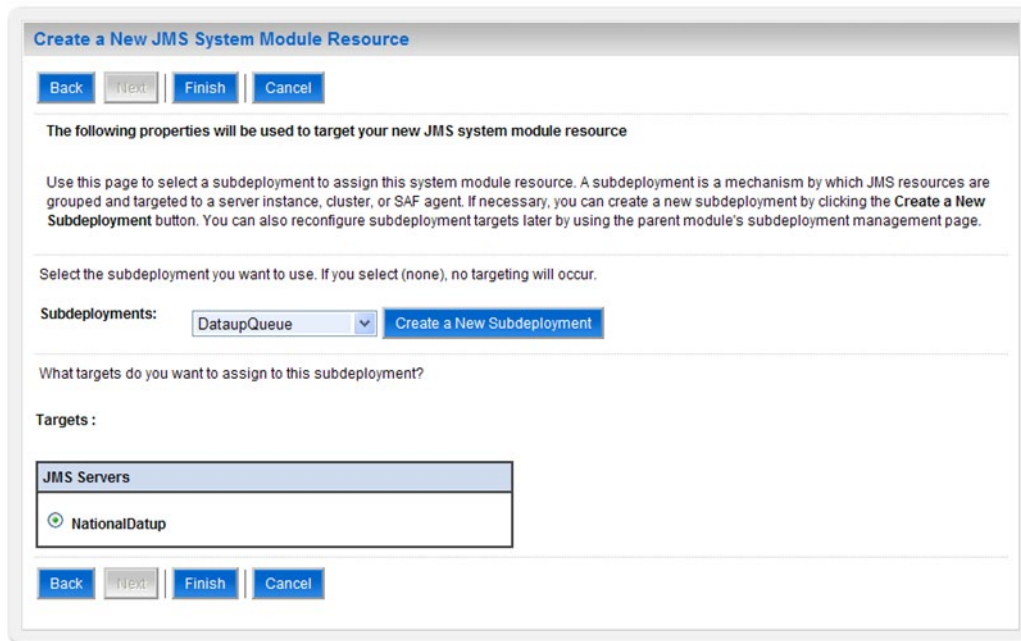 Create a New JMS System Module Resource
Back Next Finish Cancel
The following properties will be used to target your new JMS system module resource
Use this page to select a subdeployment to assign this system module resource. A subdeployment is a mechanism by which JMS resources are
grouped and targeted to a server instance, cluster, or SAF agent. If necessary, you can create a new subdeployment by clicking the Create a New
Subdeployment button. You can also reconfigure subdeployment targets later by using the parent module's subdeployment management page.
Select the subdeployment you want to use. If you select (none), no targeting will occur.
Subdeployments: DataupQueue Create a New Subdeployment
What targets do you want to assign to this subdeployment?
Targets :
JMS Servers
NationalDatup
Back Next Finish Cancel